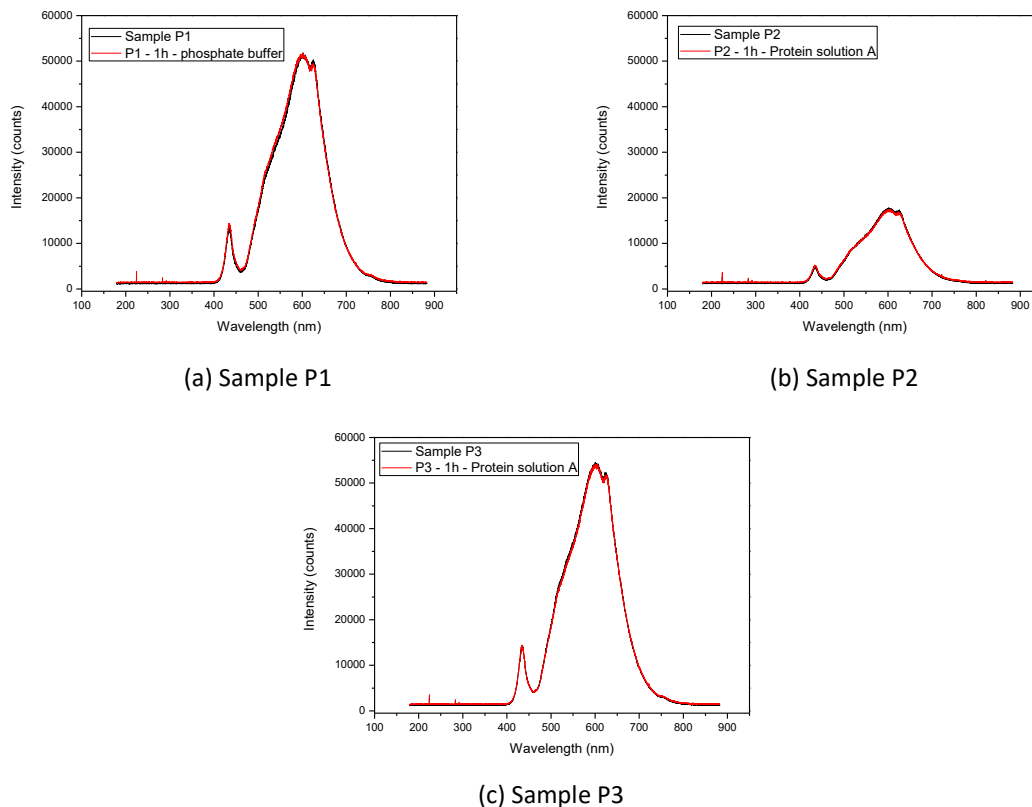 60000
50000
40000
30000
20000
10000
0
Intensity (counts)
Sample P1
P1 - 1h - phosphate buffer
100 200 300 400 500 600 700 800 900
Wavelength (nm)
(a) Sample P1
60000
50000
40000
30000
20000
10000
0
Intensity (counts)
Sample P2
P2 - 1h - Protein solution A
100 200 300 400 500 600 700 800 900
Wavelength (nm)
(b) Sample P2
60000
50000
40000
30000
20000
10000
0
Intensity (counts)
Sample P3
P3 - 1h - Protein solution A
100 200 300 400 500 600 700 800 900
Wavelength (nm)
(c) Sample P3